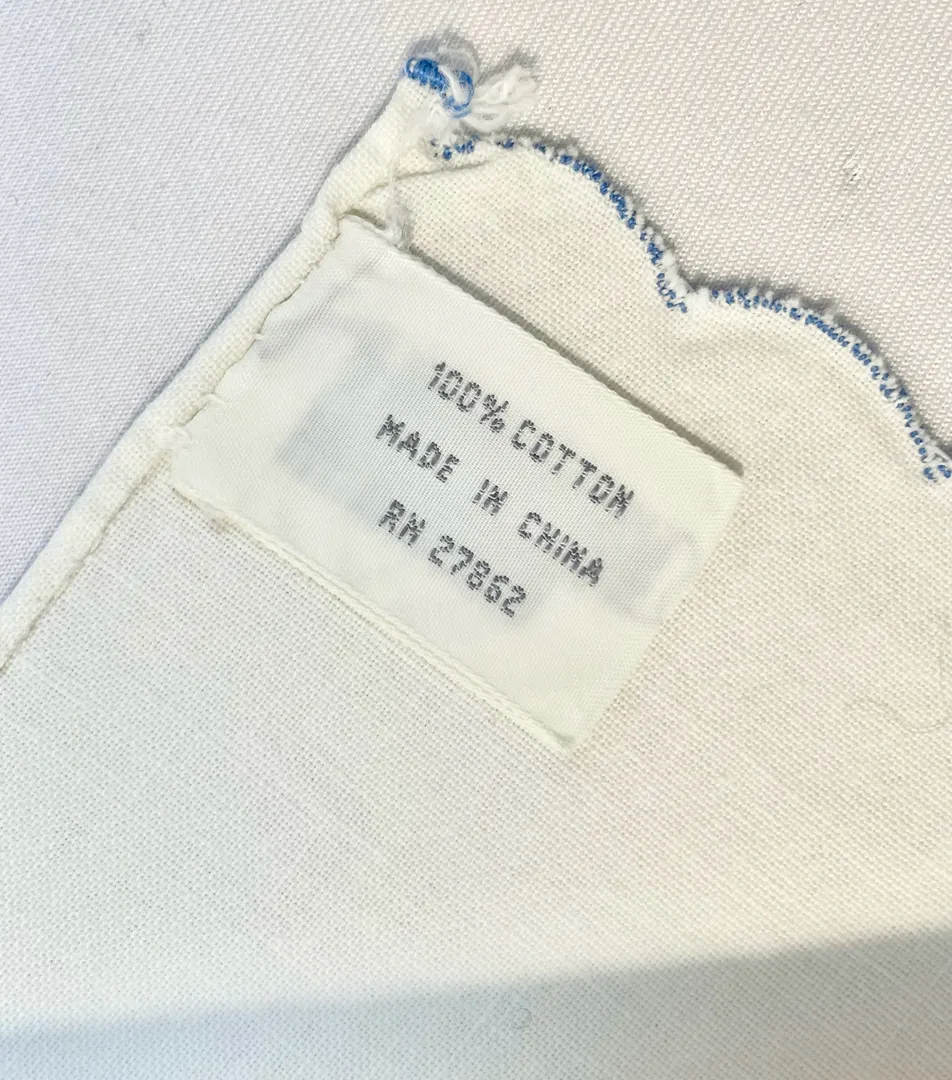 100% COTTON
MADE IN CHINA
RN 27862